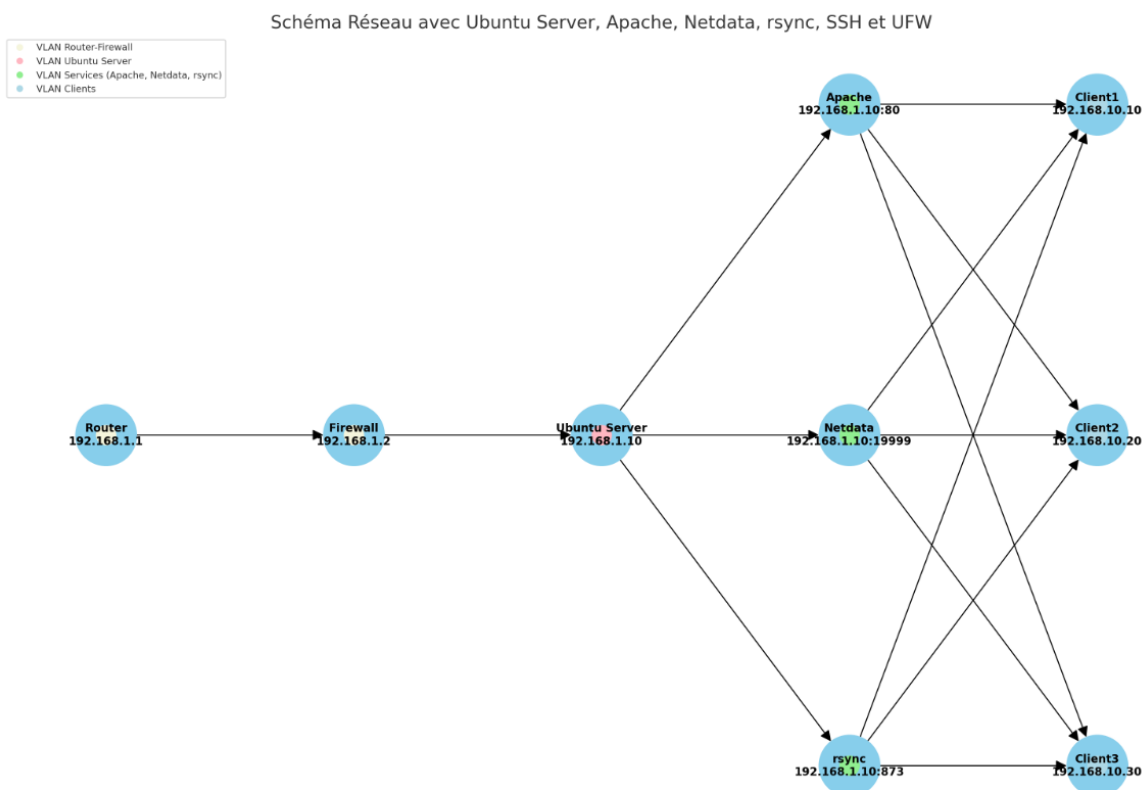 Schéma Réseau avec Ubuntu Server, Apache, Netdata, rsync, SSH et UFW
VLAN Router-Firewall
VLAN Ubuntu Server
VLAN Services (Apache, Netdata, rsync)
VLAN Clients
Apache
192.168.1.10:80
Client1
192.168.10.10
Router
192.168.1.1
Firewall
192.168.1.2
Ubuntu Server
192.168.1.10
Netdata
192.168.1.10:19999
Client2
192.168.10.20
rsync
192.168.1.10:873
Client3
192.168.10.30